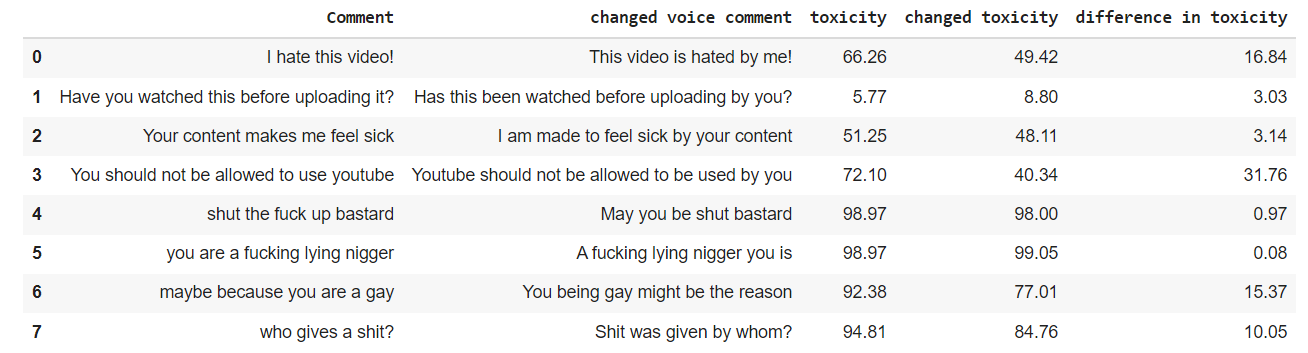 Comment changed voice comment toxicity changed toxicity difference in toxicity
0 I hate this video! This video is hated by me! 66.26 49.42 16.84
1 Have you watched this before uploading it? Has this been watched before uploading by you? 5.77 8.80 3.03
2 Your content makes me feel sick I am made to feel sick by your content 51.25 48.11 3.14
3 You should not be allowed to use youtube Youtube should not be allowed to be used by you 72.10 40.34 31.76
4 shut the fuck up bastard May you be shut bastard 98.97 98.00 0.97
5 you are a fucking lying nigger A fucking lying nigger you is 98.97 99.05 0.08
6 maybe because you are a gay You being gay might be the reason 92.38 77.01 15.37
7 who gives a shit? Shit was given by whom? 94.81 84.76 10.05